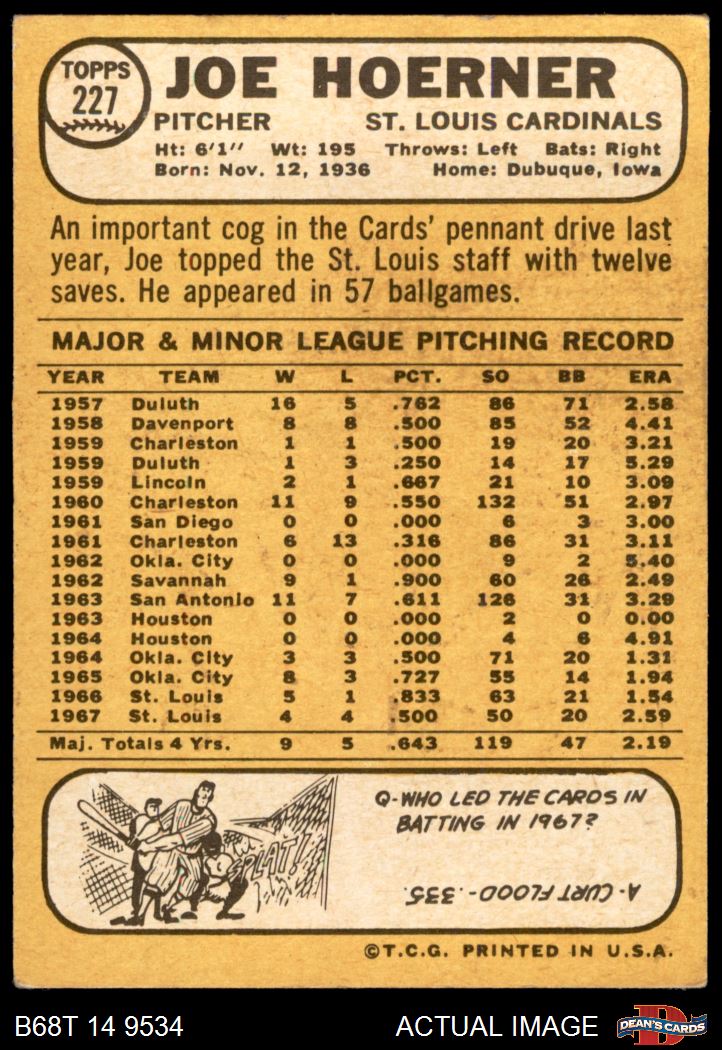 TOPPS
227
JOE HOERNER
PITCHER ST. LOUIS CARDINALS
Ht: 6'1" Wt: 195 Throws: Left Bats: Right
Born: Nov. 12, 1936 Home: Dubuque, Iowa
An important cog in the Cards' pennant drive last
year, Joe topped the St. Louis staff with twelve
saves. He appeared in 57 ballgames.
MAJOR & MINOR LEAGUE PITCHING RECORD
YEAR TEAM W L PCT. SO BB ERA
1957 Duluth 16 5 .762 86 71 2.58
1958 Davenport 8 8 .500 85 52 4.41
1959 Charleston 1 1 .500 19 20 3.21
1959 Duluth 1 3 .250 14 17 5.29
1959 Lincoln 2 1 .667 21 10 3.09
1960 Charleston 11 9 .550 132 51 2.97
1961 San Diego 0 0 .000 6 3 3.00
1961 Charleston 6 13 .316 86 31 3.11
1962 Okla. City 0 0 .000 9 2 5.40
1962 Savannah 9 1 .900 60 26 2.49
1963 San Antonio 11 7 .611 126 31 3.29
1963 Houston 0 0 .000 2 0 0.00
1964 Houston 0 0 .000 4 6 4.91
1964 Okla. City 3 3 .500 71 20 1.31
1965 Okla. City 8 3 .727 55 14 1.94
1966 St. Louis 5 1 .833 63 21 1.54
1967 St. Louis 4 4 .500 50 20 2.59
Maj. Totals 4 Yrs. 9 5 .643 119 47 2.19
SPLAT!
Q-WHO LED THE CARDS IN
BATTING IN 1967?
A-CURT FLOOD-.335.
©T.C.G. PRINTED IN U.S.A.
B68T 14 9534 ACTUAL IMAGE
D
DEAN'S CARDS